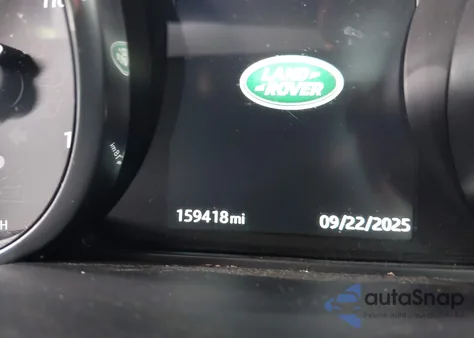 LAND
ROVER
159418mi
09/22/2025
autoSnap